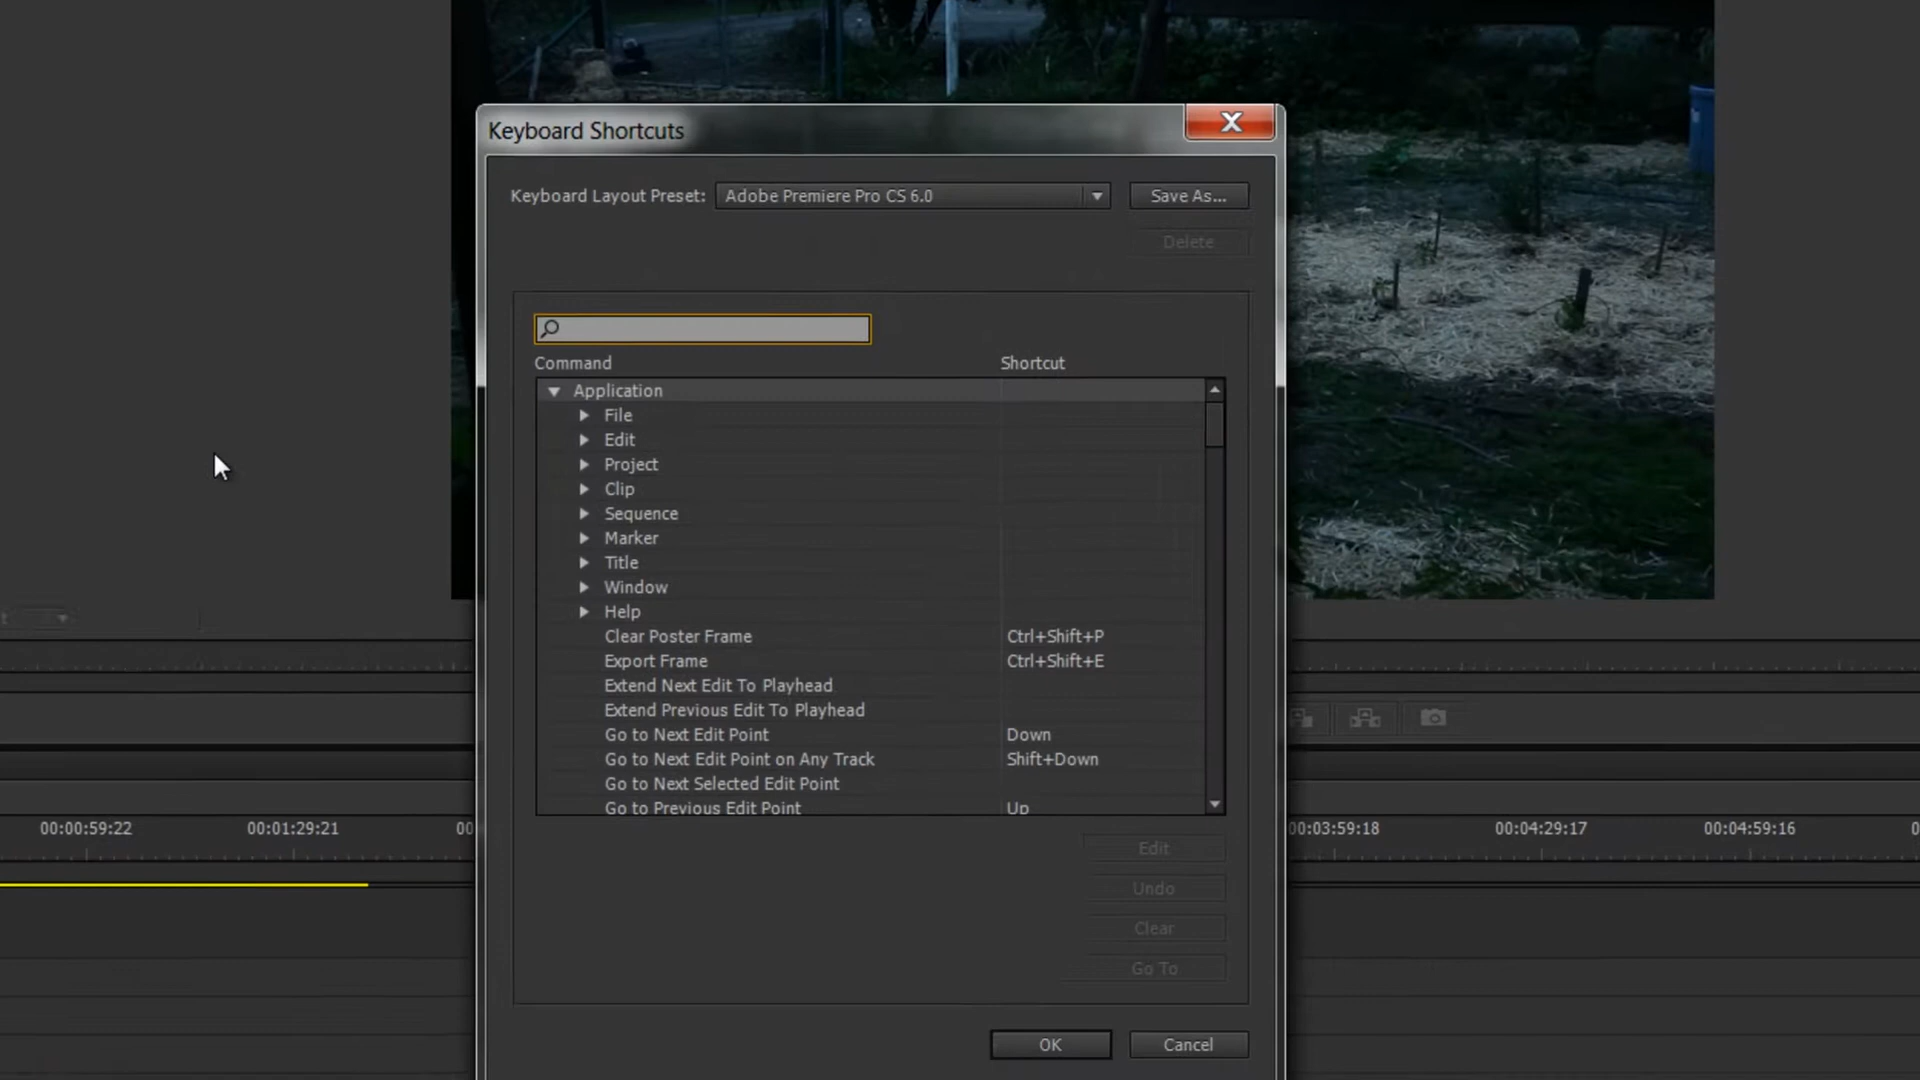 Keyboard Shortcuts
Keyboard Layout Preset: Adobe Premiere Pro CS 6.0 Save As...
Delete
Command Shortcut
Application
File
Edit
Project
Clip
Sequence
Marker
Title
Window
Help
Clear Poster Frame Ctrl+Shift+P
Export Frame Ctrl+Shift+E
Extend Next Edit To Playhead
Extend Previous Edit To Playhead
Go to Next Edit Point Down
Go to Next Edit Point on Any Track Shift+Down
Go to Next Selected Edit Point
Go to Previous Edit Point Up
00:00:59:22 00:01:29:21 00 00:03:59:18 00:04:29:17 00:04:59:16 0
Edit
Undo
Clear
Go To
OK Cancel